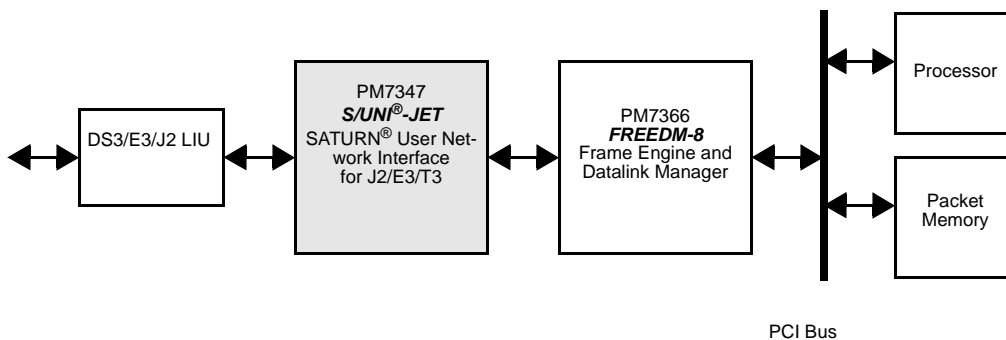 DS3/E3/J2 LIU
PM7347
S/UNI®-JET
SATURN® User Net-
work Interface
for J2/E3/T3
PM7366
FREEDM-8
Frame Engine and
Datalink Manager
Processor
Packet
Memory
PCI Bus